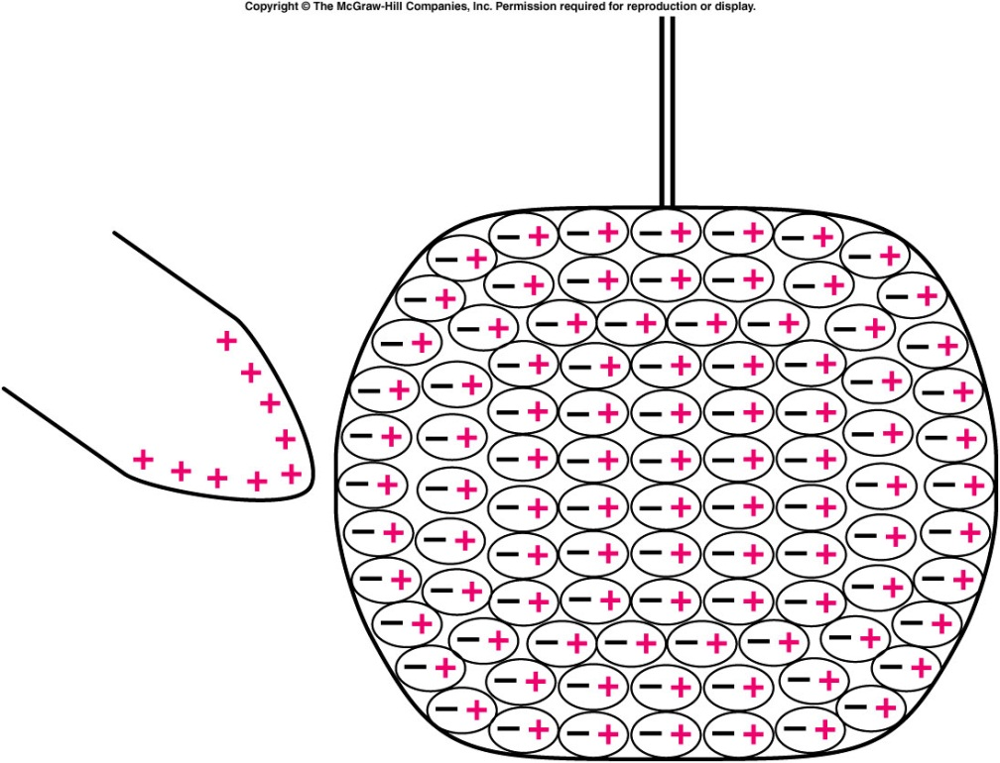 Copyright © The McGraw-Hill Companies, Inc. Permission required for reproduction or display.